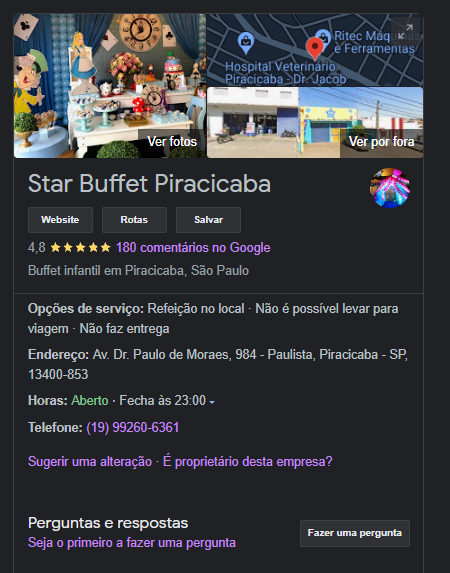 Ritec Máq
e Ferramentas
Hospital Veterinário
Piracicaba - Dr. Jacob
Ver fotos
Ver por fora
Star Buffet Piracicaba
Website
Rotas
Salvar
4,8 ★★★★★ 180 comentários no Google
Buffet infantil em Piracicaba, São Paulo
Opções de serviço: Refeição no local · Não é possível levar para
viagem · Não faz entrega
Endereço: Av. Dr. Paulo de Moraes, 984 - Paulista, Piracicaba - SP,
13400-853
Horas: Aberto · Fecha às 23:00
Telefone: (19) 99260-6361
Sugerir uma alteração · É proprietário desta empresa?
Perguntas e respostas
Seja o primeiro a fazer uma pergunta
Fazer uma pergunta